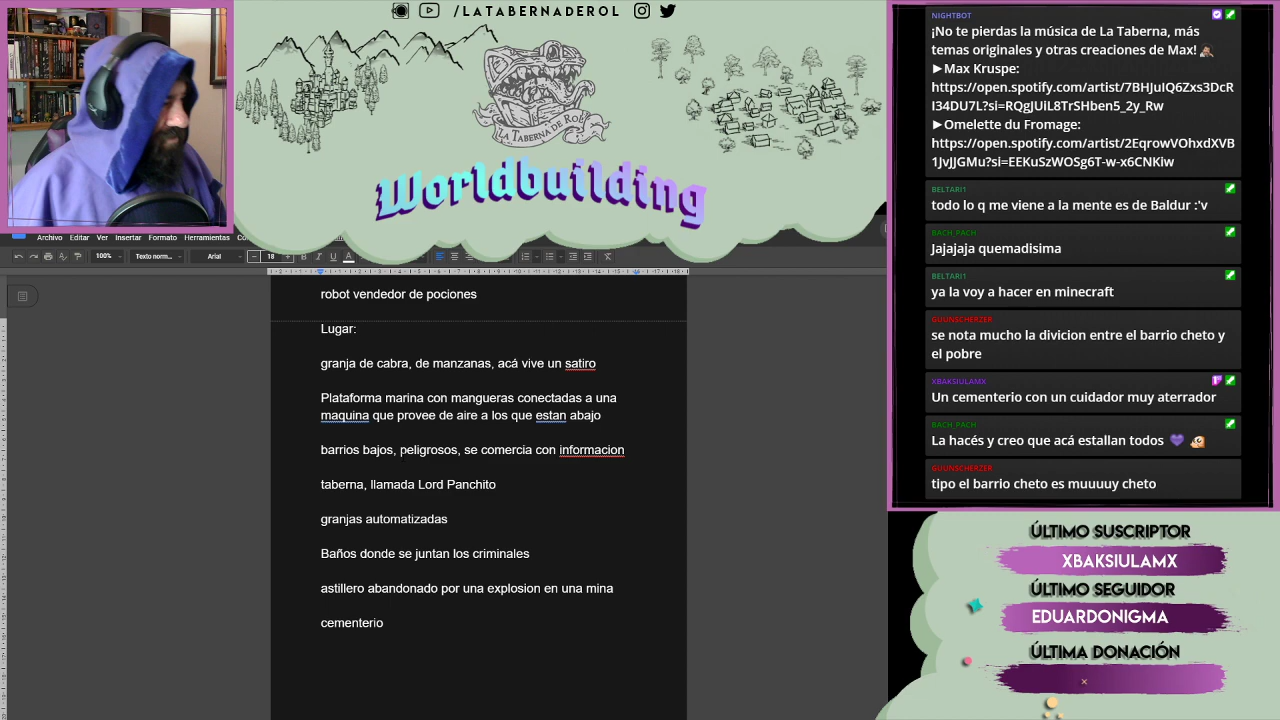 /LATABERNADEROL
LA TABERNA DE ROL
Worldbuilding
Archivo Editar Ver Insertar Formato Herramientas
100% Texto norm... Arial 18 B I U A
robot vendedor de pociones
Lugar:
granja de cabra, de manzanas, acá vive un satiro
Plataforma marina con mangueras conectadas a una
maquina que provee de aire a los que estan abajo
barrios bajos, peligrosos, se comercia con informacion
taberna, llamada Lord Panchito
granjas automatizadas
Baños donde se juntan los criminales
astillero abandonado por una explosion en una mina
cementerio
NIGHTBOT
¡No te pierdas la música de La Taberna, más
temas originales y otras creaciones de Max!
►Max Kruspe:
https://open.spotify.com/artist/7BHJuIQ6Zxs3DcR
I34DU7L?si=RQgJUiL8TrSHben5_2y_Rw
►Omelette du Fromage:
https://open.spotify.com/artist/2EqrowVOhxdXVB
1JvJJGMu?si=EEKuSzWOSg6T-w-x6CNKiw
BELTARI1
todo lo q me viene a la mente es de Baldur :'v
BACH_PACH
Jajajaja quemadisima
BELTARI1
ya la voy a hacer en minecraft
GUUNSCHERZER
se nota mucho la divicion entre el barrio cheto y
el pobre
XBAKSIULAMX
Un cementerio con un cuidador muy aterrador
BACH_PACH
La hacés y creo que acá estallan todos
GUUNSCHERZER
tipo el barrio cheto es muuuuy cheto
ÚLTIMO SUSCRIPTOR
XBAKSIULAMX
ÚLTIMO SEGUIDOR
EDUARDONIGMA
ÚLTIMA DONACIÓN